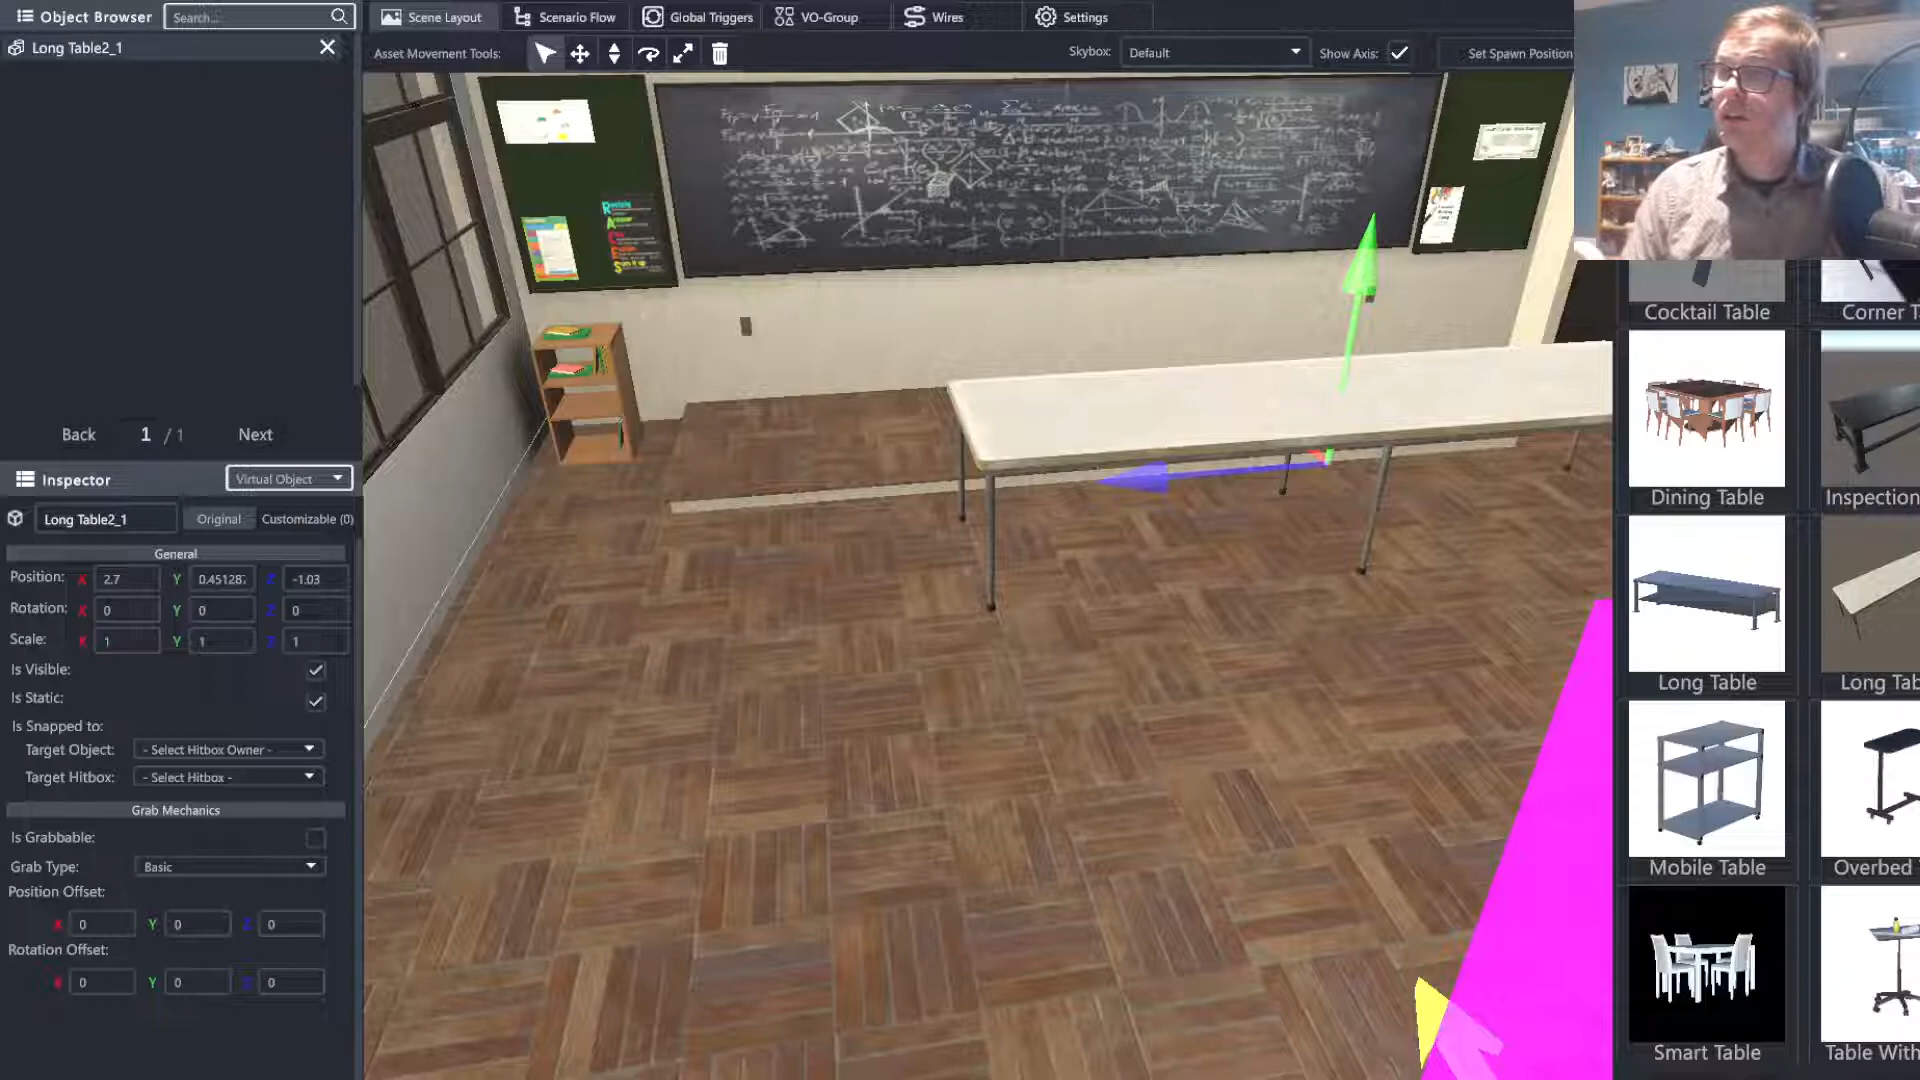 Object Browser
Search...
Scene Layout
Scenario Flow
Global Triggers
VO-Group
Wires
Settings
Long Table2_1
Asset Movement Tools:
Skybox:
Default
Show Axis:
Set Spawn Position
Back
1 / 1
Next
Inspector
Virtual Object
Long Table2_1
Original
Customizable (0)
General
Position: X 2.7 Y 0.45128 Z -1.03
Rotation: X 0 Y 0 Z 0
Scale: X 1 Y 1 Z 1
Is Visible:
Is Static:
Is Snapped to:
Target Object: - Select Hitbox Owner -
Target Hitbox: - Select Hitbox -
Grab Mechanics
Is Grabbable:
Grab Type: Basic
Position Offset:
X 0 Y 0 Z 0
Rotation Offset:
X 0 Y 0 Z 0
Cocktail Table
Corner T
Dining Table
Inspection
Long Table
Long Tab
Mobile Table
Overbed
Smart Table
Table With